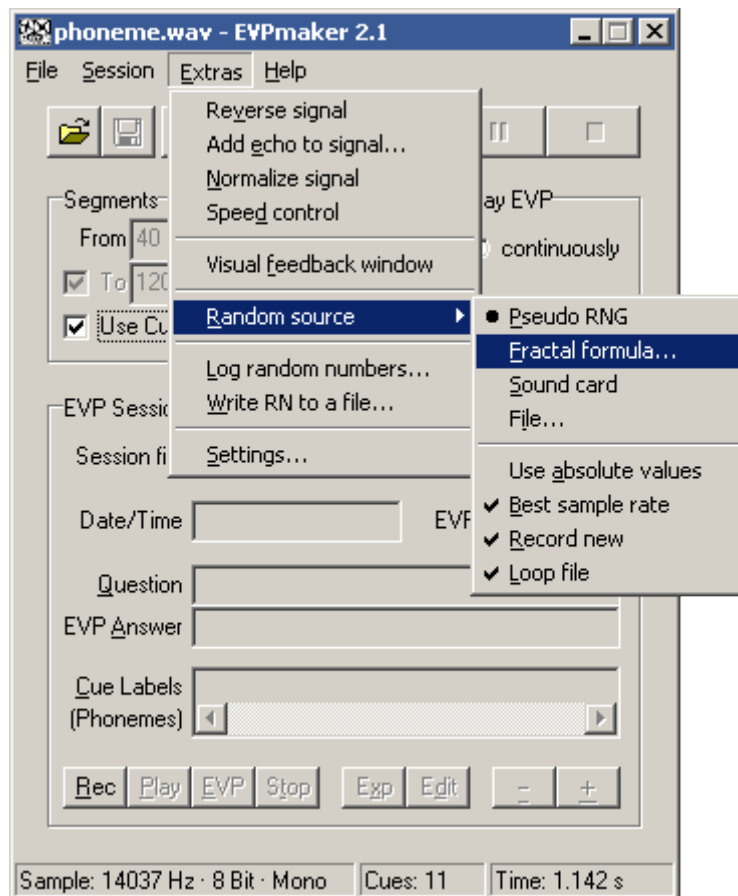 phoneme.wav - EVPmaker 2.1
File Session Extras Help
Reverse signal
Add echo to signal...
Normalize signal
Speed control
Visual feedback window
Random source
Log random numbers...
Write RN to a file...
Settings...
Pseudo RNG
Fractal formula...
Sound card
File...
Use absolute values
Best sample rate
Record new
Loop file
Segments
From 40
To 120
Use Cu
ay EVP
continuously
EVP Sessio
Session fi
Date/Time
EVP
Question
EVP Answer
Cue Labels
(Phonemes)
Rec Play EVP Stop Exp Edit - +
Sample: 14037 Hz · 8 Bit · Mono Cues: 11 Time: 1.142 s